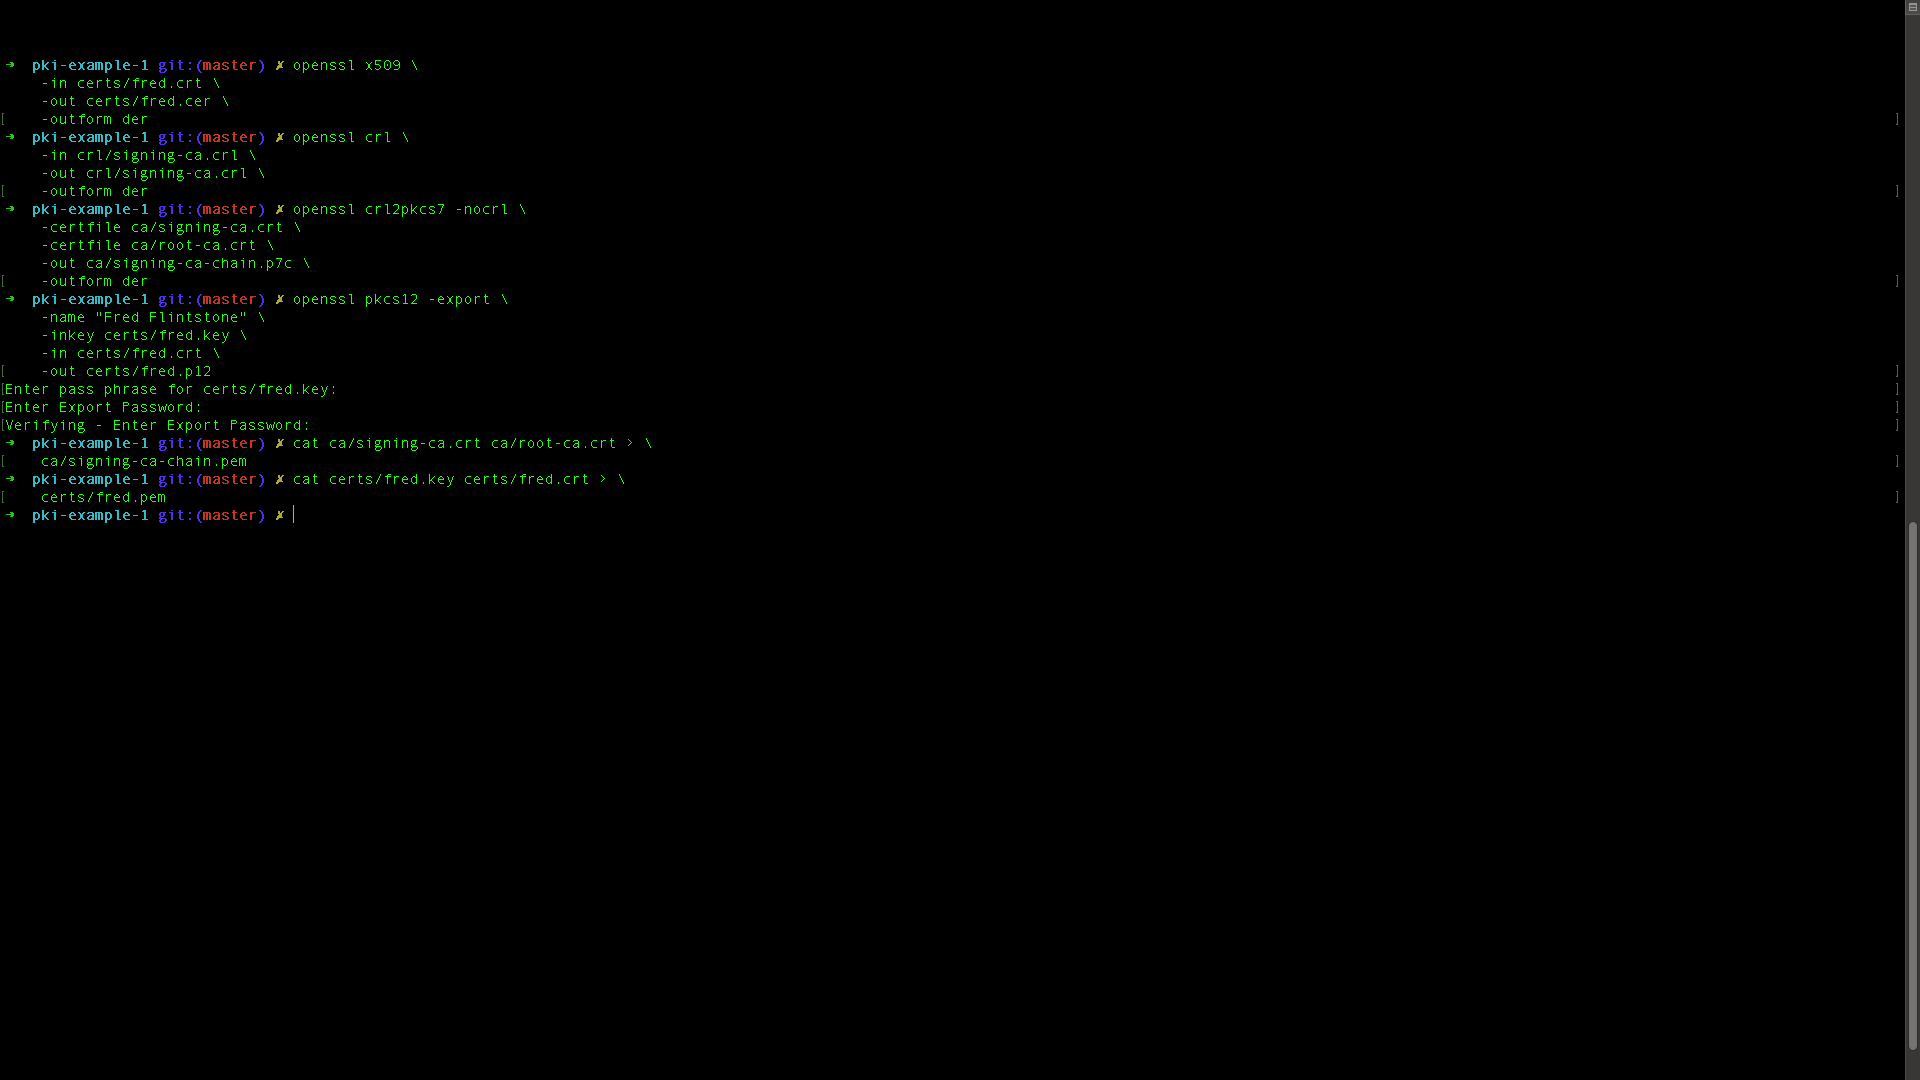 ➜  pki-example-1 git:(master) ✗ openssl x509 \
    -in certs/fred.crt \
    -out certs/fred.cer \
[    -outform der ]
➜  pki-example-1 git:(master) ✗ openssl crl \
    -in crl/signing-ca.crl \
    -out crl/signing-ca.crl \
[    -outform der ]
➜  pki-example-1 git:(master) ✗ openssl crl2pkcs7 -nocrl \
    -certfile ca/signing-ca.crt \
    -certfile ca/root-ca.crt \
    -out ca/signing-ca-chain.p7c \
[    -outform der ]
➜  pki-example-1 git:(master) ✗ openssl pkcs12 -export \
    -name "Fred Flintstone" \
    -inkey certs/fred.key \
    -in certs/fred.crt \
[    -out certs/fred.p12 ]
[Enter pass phrase for certs/fred.key: ]
[Enter Export Password: ]
[Verifying - Enter Export Password: ]
➜  pki-example-1 git:(master) ✗ cat ca/signing-ca.crt ca/root-ca.crt > \
[    ca/signing-ca-chain.pem ]
➜  pki-example-1 git:(master) ✗ cat certs/fred.key certs/fred.crt > \
[    certs/fred.pem ]
➜  pki-example-1 git:(master) ✗